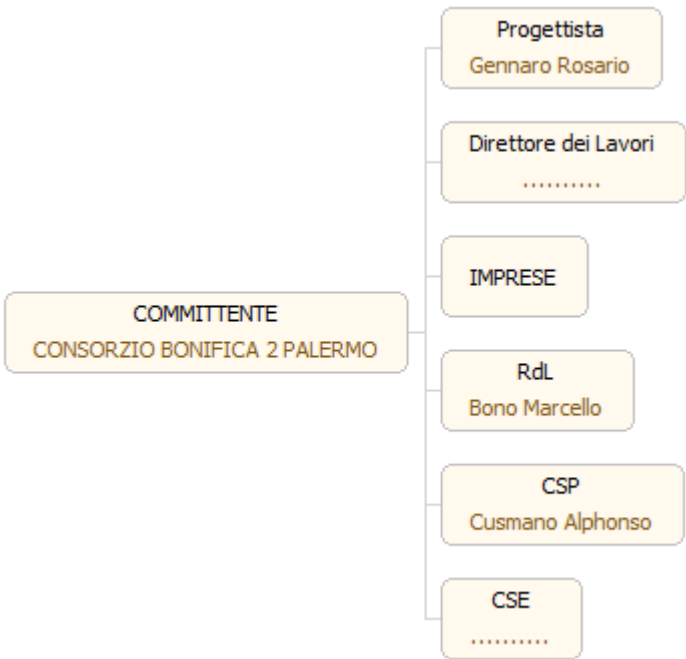 Progettista
Gennaro Rosario
Direttore dei Lavori
..........
IMPRESE
COMMITTENTE
CONSORZIO BONIFICA 2 PALERMO
RdL
Bono Marcello
CSP
Cusmano Alphonso
CSE
..........